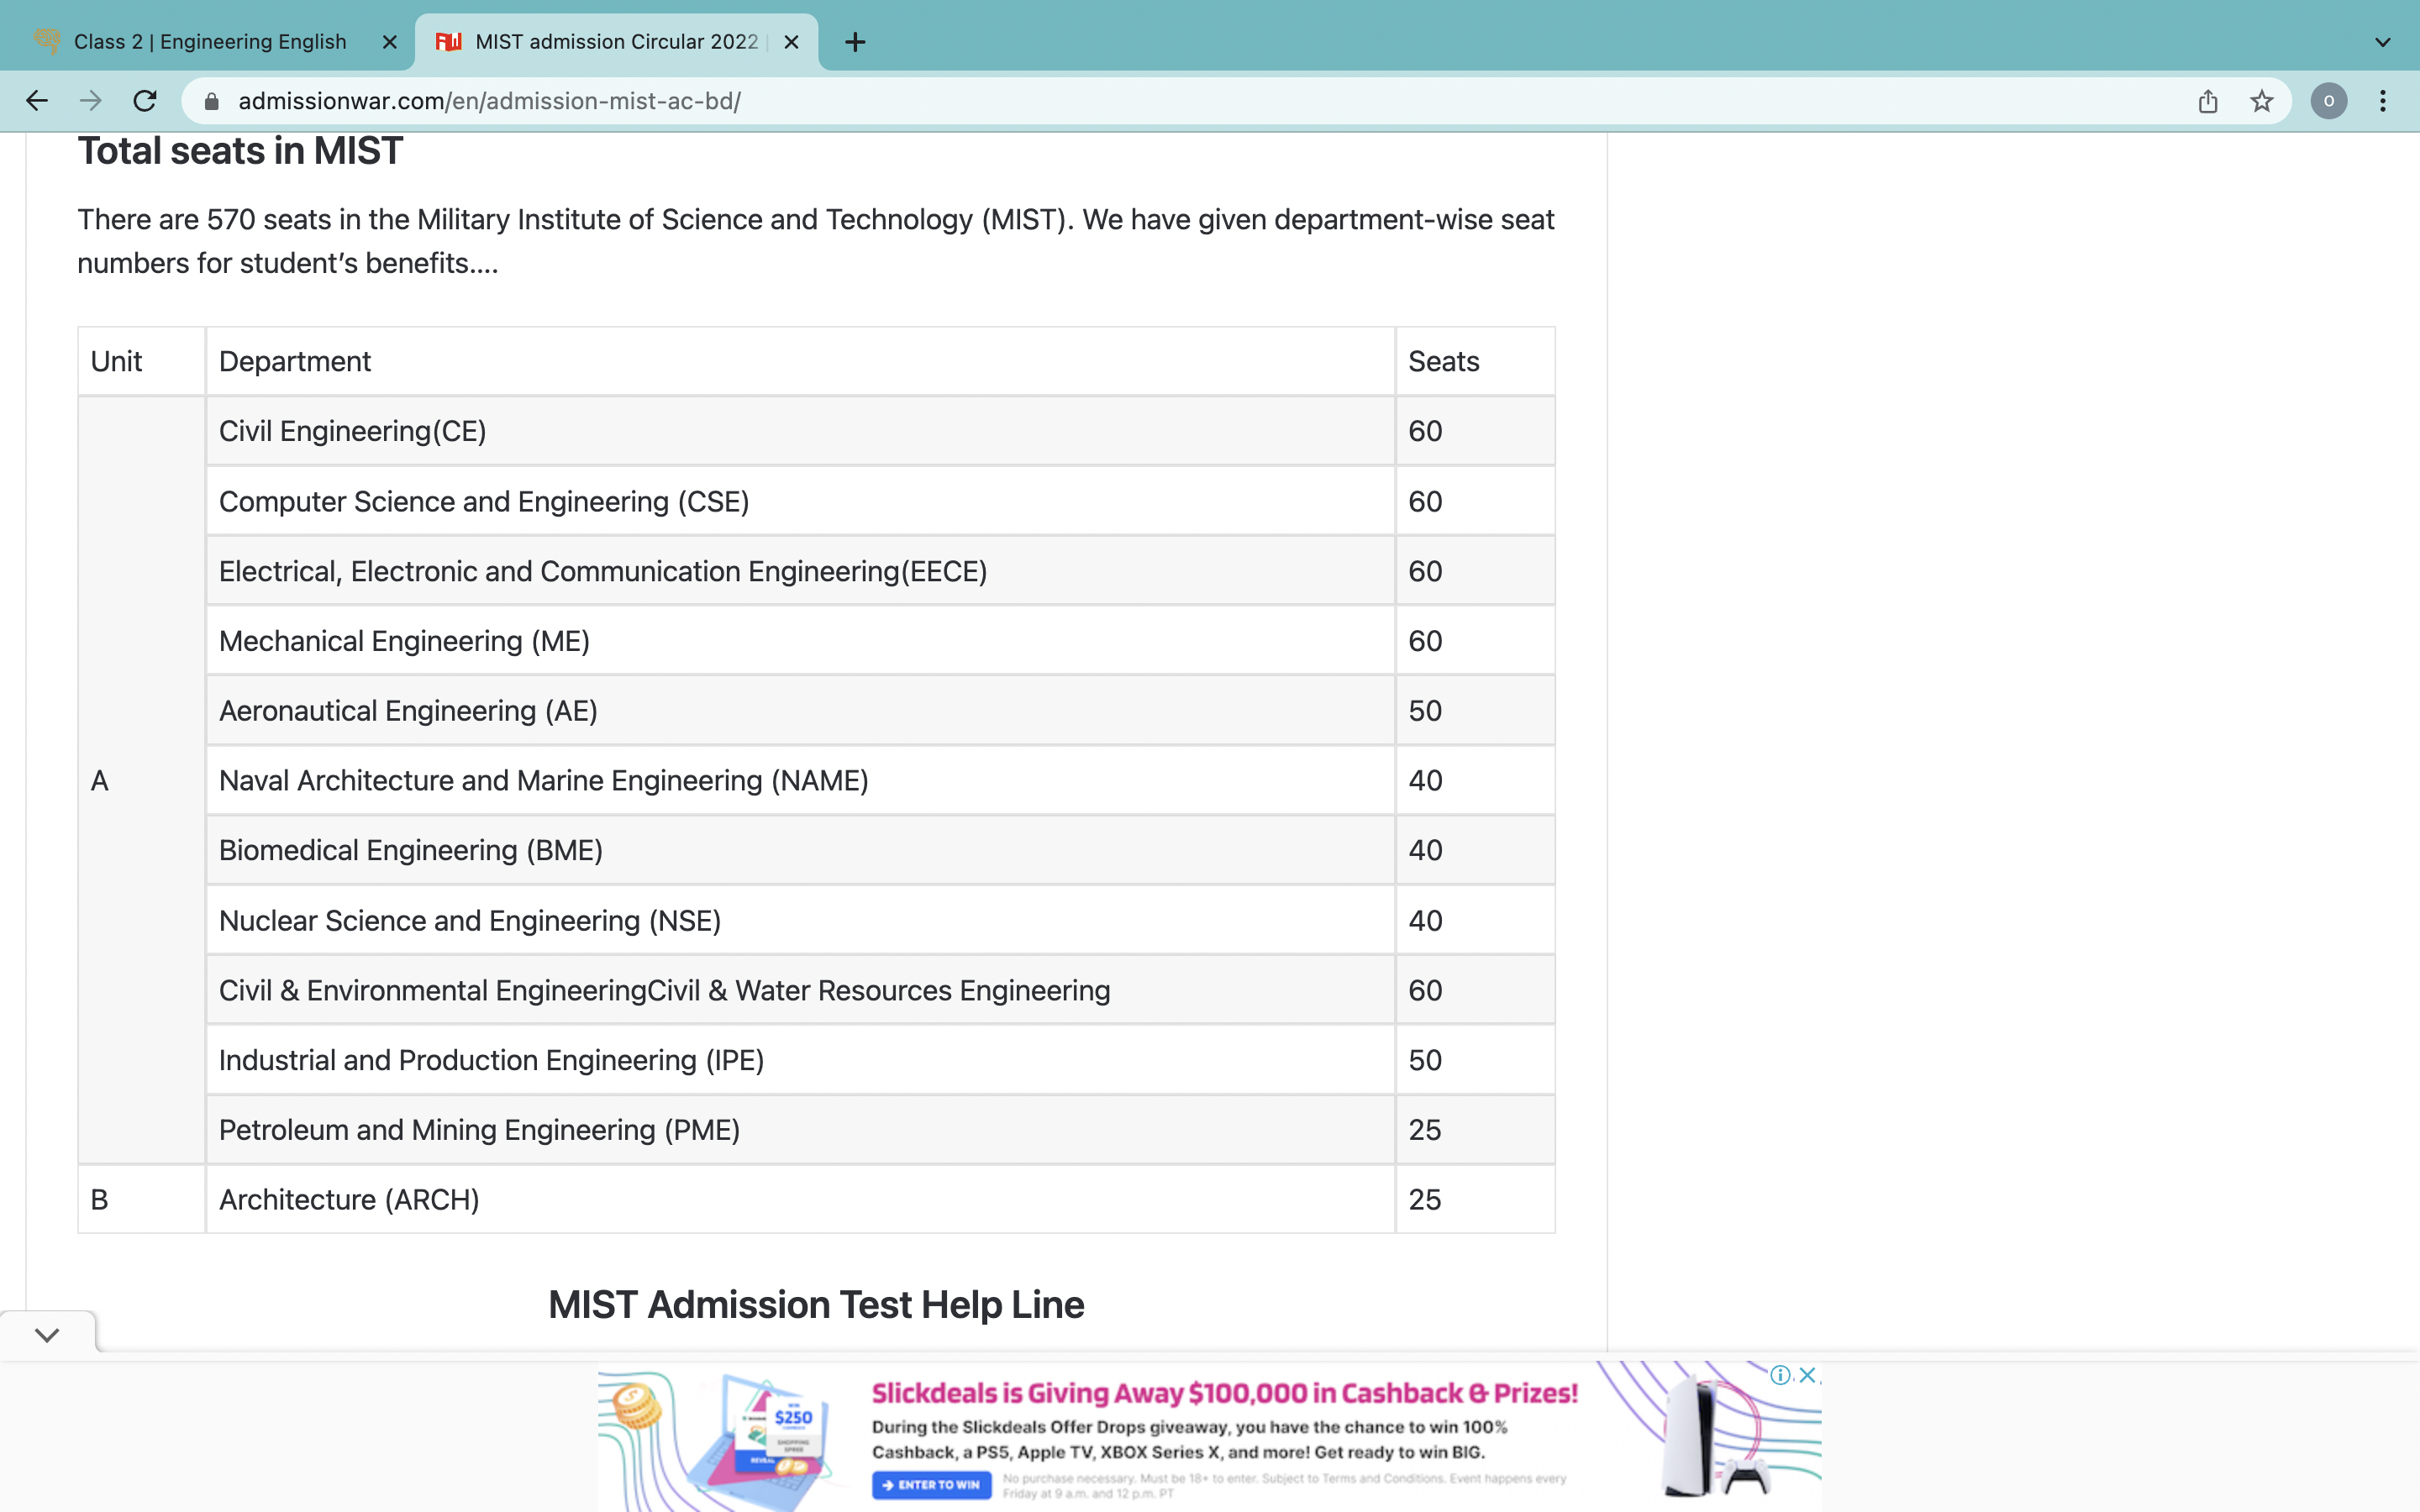 Class 2 | Engineering English
MIST admission Circular 2022
admissionwar.com/en/admission-mist-ac-bd/
O
Total seats in MIST
There are 570 seats in the Military Institute of Science and Technology (MIST). We have given department-wise seat
numbers for student’s benefits....
Unit Department Seats
Civil Engineering(CE) 60
Computer Science and Engineering (CSE) 60
Electrical, Electronic and Communication Engineering(EECE) 60
Mechanical Engineering (ME) 60
Aeronautical Engineering (AE) 50
A Naval Architecture and Marine Engineering (NAME) 40
Biomedical Engineering (BME) 40
Nuclear Science and Engineering (NSE) 40
Civil & Environmental EngineeringCivil & Water Resources Engineering 60
Industrial and Production Engineering (IPE) 50
Petroleum and Mining Engineering (PME) 25
B Architecture (ARCH) 25
MIST Admission Test Help Line
Slickdeals is Giving Away $100,000 in Cashback & Prizes!
During the Slickdeals Offer Drops giveaway, you have the chance to win 100%
Cashback, a PS5, Apple TV, XBOX Series X, and more! Get ready to win BIG.
ENTER TO WIN
No purchase necessary. Must be 18+ to enter. Subject to Terms and Conditions. Event happens every
Friday at 9 a.m. and 12 p.m. PT
WIN
$250
SHOPPING
SPREE
REVEAL